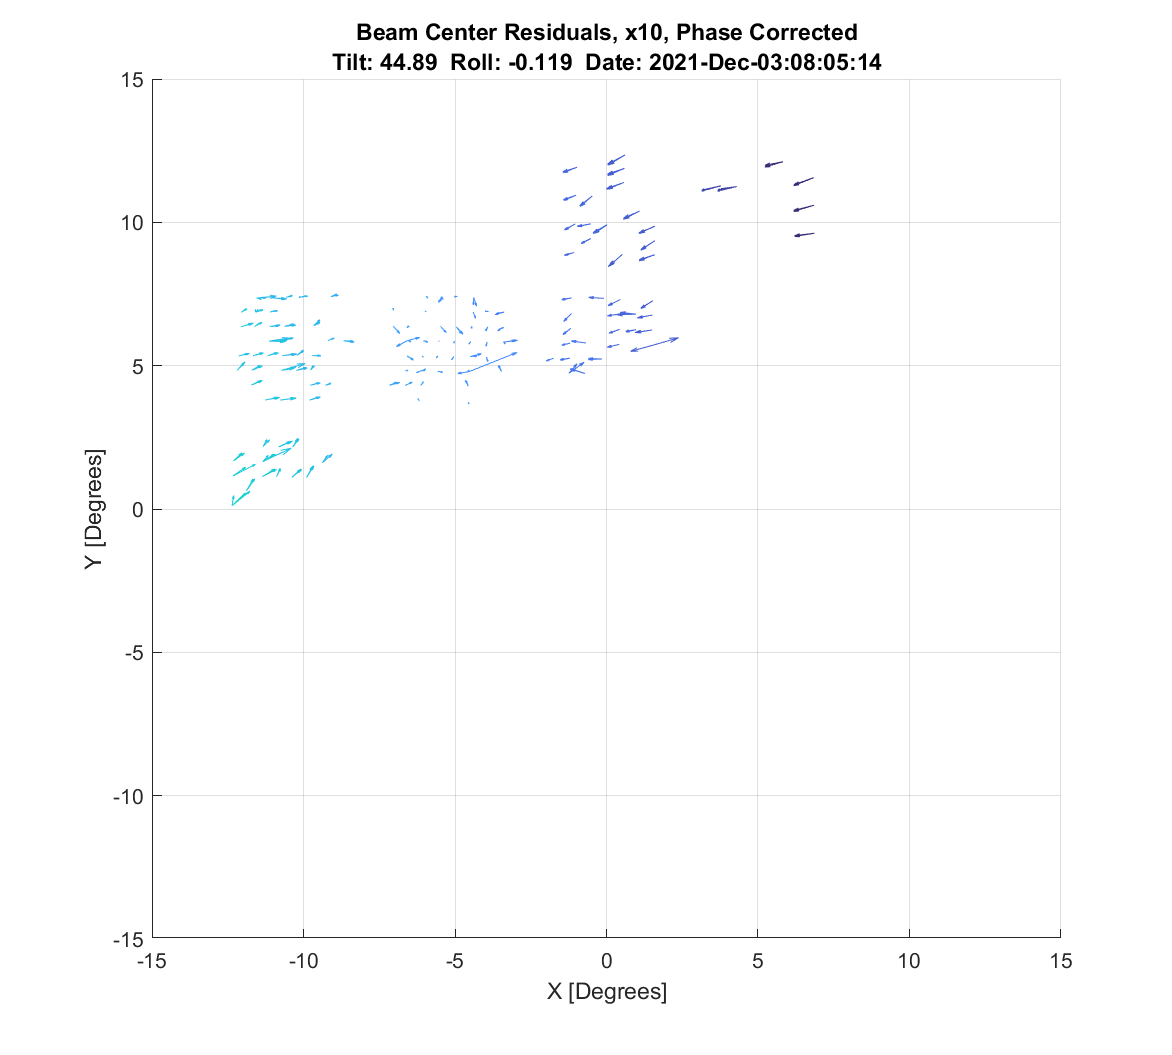 Beam Center Residuals, x10, Phase Corrected
Tilt: 44.89 Roll: -0.119 Date: 2021-Dec-03:08:05:14
15
10
5
0
-5
-10
-15
Y [Degrees]
-15 -10 -5 0 5 10 15
X [Degrees]